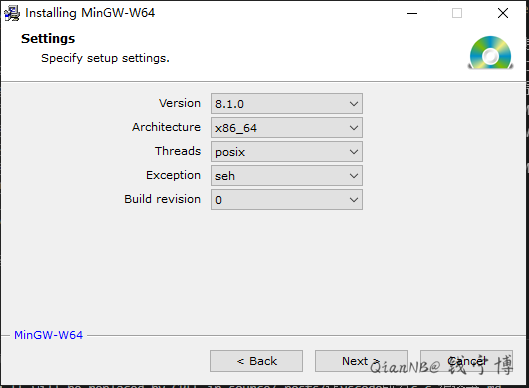 Installing MinGW-W64
Settings
Specify setup settings.
Version 8.1.0
Architecture x86_64
Threads posix
Exception seh
Build revision 0
MinGW-W64
< Back Next > Cancel
QianNB@钱宁博